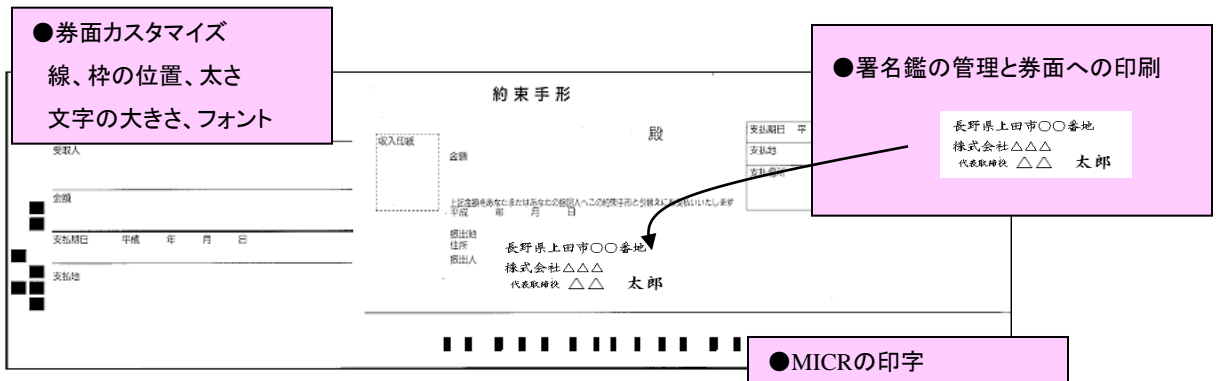 ●券面カスタマイズ
線、枠の位置、太さ
文字の大きさ、フォント
●署名鑑の管理と券面への印刷
長野県上田市〇〇番地
株式会社△△△
代表取締役 △△ 太郎
約束手形
殿
収入印紙
金額
支払期日 平
支払地
支払場所
上記金額をあなたまたはあなたの指図人へこの約束手形と引替えにお支払いいたします
平成 年 月 日
振出地
住所
振出人
長野県上田市〇〇番地
株式会社△△△
代表取締役 △△ 太郎
受取人
金額
支払期日 平成 年 月 日
支払地
●MICRの印字